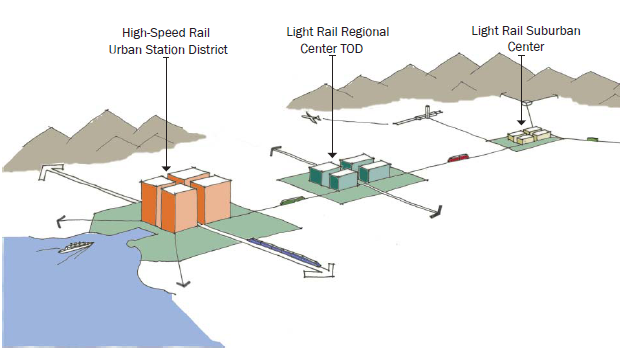 High-Speed Rail
Urban Station District
Light Rail Regional
Center TOD
Light Rail Suburban
Center